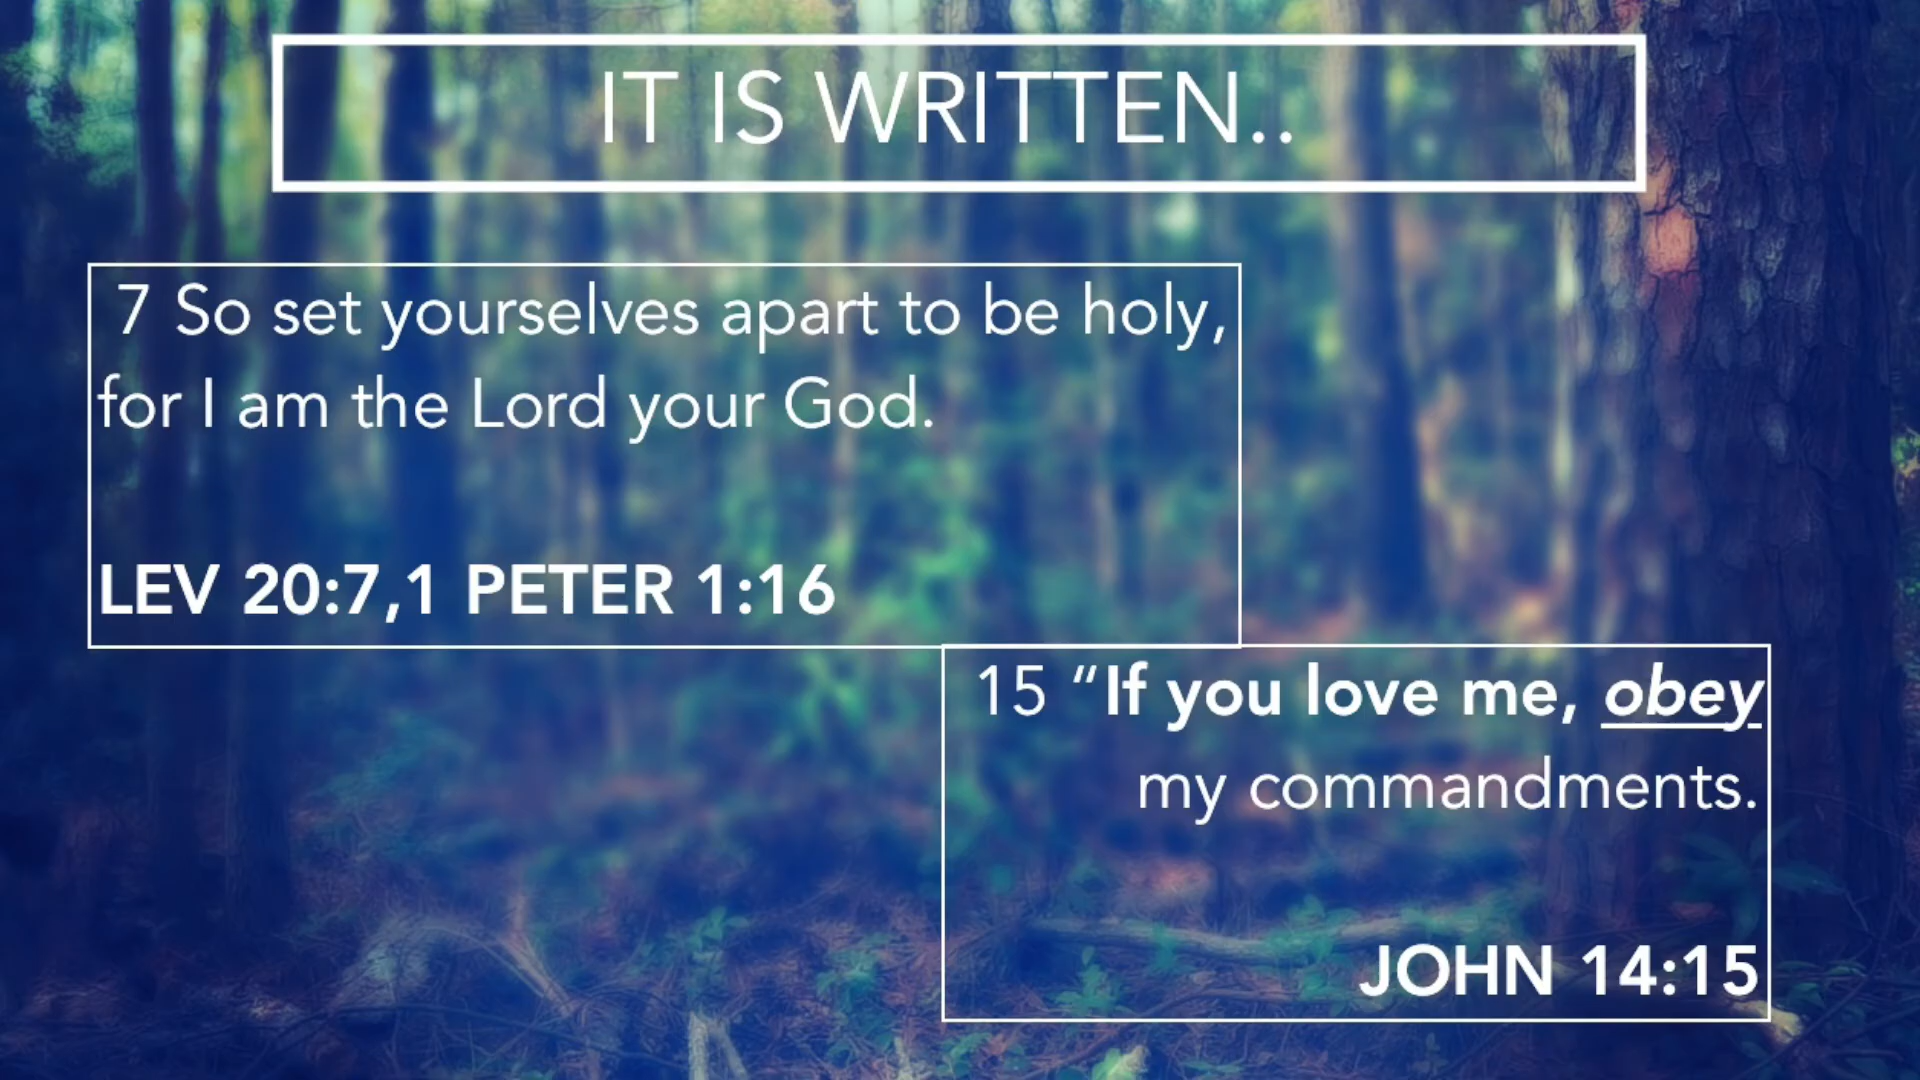 IT IS WRITTEN..
7 So set yourselves apart to be holy,
for I am the Lord your God.
LEV 20:7,1 PETER 1:16
15 “If you love me, obey
my commandments.
JOHN 14:15